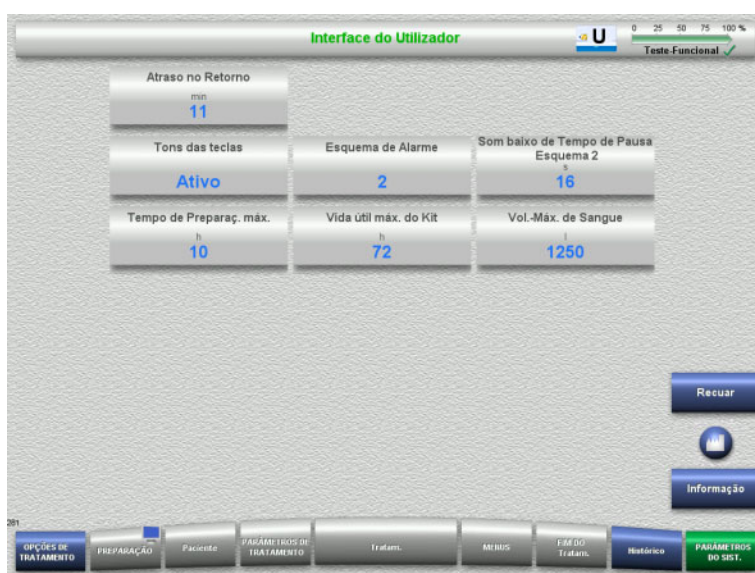 Interface do Utilizador
U
0 25 50 75 100 %
Teste-Funcional
Atraso no Retorno
min
11
Tons das teclas
Ativo
Esquema de Alarme
2
Som baixo de Tempo de Pausa
Esquema 2
s
16
Tempo de Preparaç. máx.
h
10
Vida útil máx. do Kit
h
72
Vol.-Máx. de Sangue
l
1250
Recuar
Informação
281
OPÇÕES DE
TRATAMENTO
PREPARAÇÃO
Paciente
PARÂMETROS DE
TRATAMENTO
Tratam.
MENUS
FIM DO
Tratam.
Histórico
PARÂMETROS
DO SIST.